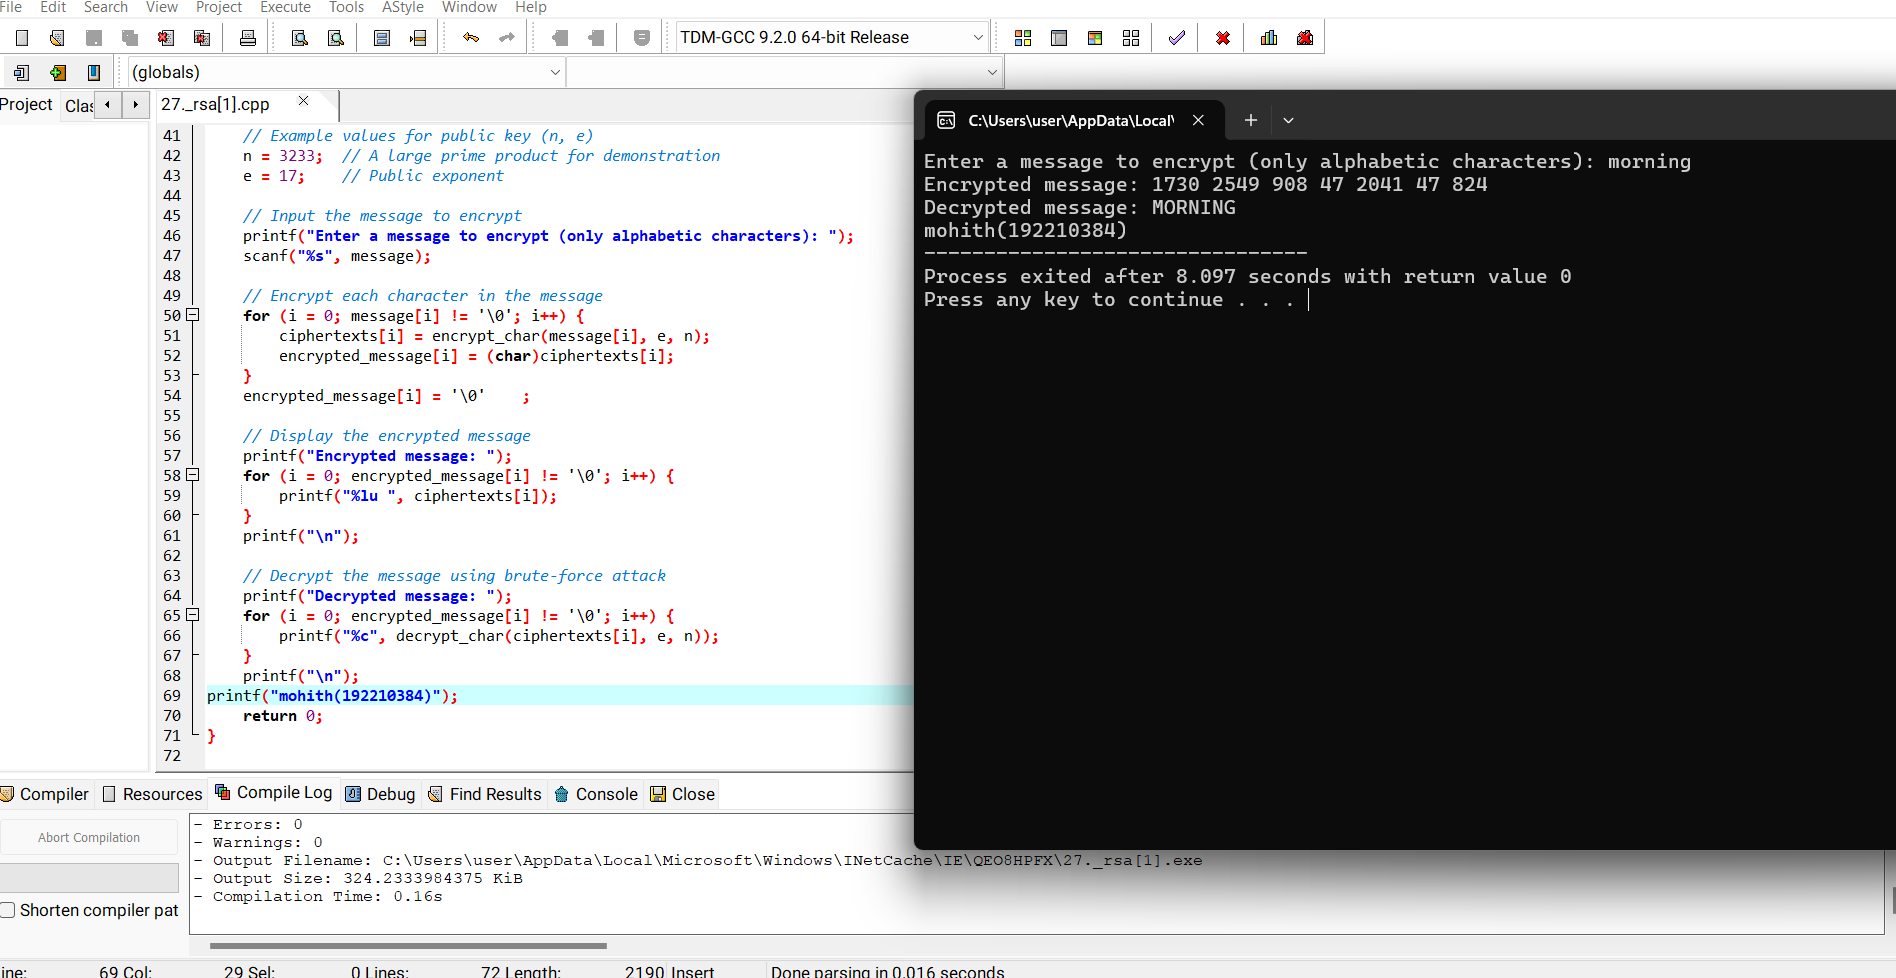 File Edit Search View Project Execute Tools AStyle Window Help
TDM-GCC 9.2.0 64-bit Release
(globals)
Project Clas 27._rsa[1].cpp
41 // Example values for public key (n, e)
42 n = 3233; // A large prime product for demonstration
43 e = 17; // Public exponent
44
45 // Input the message to encrypt
46 printf("Enter a message to encrypt (only alphabetic characters): ");
47 scanf("%s", message);
48
49 // Encrypt each character in the message
50 for (i = 0; message[i] != '\0'; i++) {
51 ciphertexts[i] = encrypt_char(message[i], e, n);
52 encrypted_message[i] = (char)ciphertexts[i];
53 }
54 encrypted_message[i] = '\0' ;
55
56 // Display the encrypted message
57 printf("Encrypted message: ");
58 for (i = 0; encrypted_message[i] != '\0'; i++) {
59 printf("%lu ", ciphertexts[i]);
60 }
61 printf("\n");
62
63 // Decrypt the message using brute-force attack
64 printf("Decrypted message: ");
65 for (i = 0; encrypted_message[i] != '\0'; i++) {
66 printf("%c", decrypt_char(ciphertexts[i], e, n));
67 }
68 printf("\n");
69 printf("mohith(192210384)");
70 return 0;
71 }
72
C:\Users\user\AppData\Local\
Enter a message to encrypt (only alphabetic characters): morning
Encrypted message: 1730 2549 908 47 2041 47 824
Decrypted message: MORNING
mohith(192210384)
--------------------------------
Process exited after 8.097 seconds with return value 0
Press any key to continue . . .
Compiler Resources Compile Log Debug Find Results Console Close
Abort Compilation
Shorten compiler pat
- Errors: 0
- Warnings: 0
- Output Filename: C:\Users\user\AppData\Local\Microsoft\Windows\INetCache\IE\QEO8HPFX\27._rsa[1].exe
- Output Size: 324.2333984375 KiB
- Compilation Time: 0.16s
ine: 69 Col: 29 Sel: 0 Lines: 72 Length: 2190 Insert Done parsing in 0.016 seconds